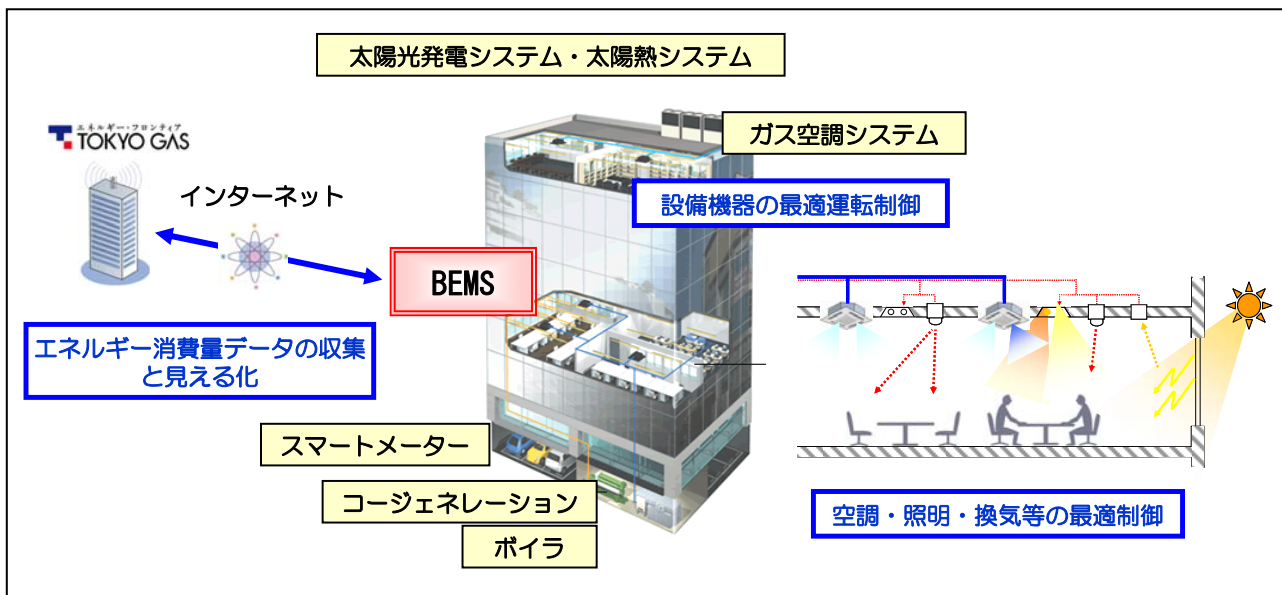 太陽光発電システム・太陽熱システム
エネルギー・フロンティア
TOKYO GAS
ガス空調システム
インターネット
設備機器の最適運転制御
BEMS
エネルギー消費量データの収集
と見える化
スマートメーター
コージェネレーション
ボイラ
空調・照明・換気等の最適制御